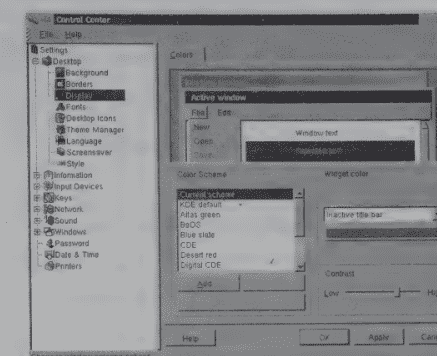 Control Center
File Help
Settings
Desktop
Background
Borders
Display
Fonts
Desktop Icons
Theme Manager
Language
Screensaver
Style
Information
Input Devices
Keys
Network
Sound
Windows
Password
Date & Time
Printers
Colors
Active window
File Edit
New
Open
Window text
Color Scheme
Current scheme
KDE default
Atlas green
BeOS
Blue slate
CDE
Desert red
Digital CDE
Add
Widget color
Inactive title bar
Contrast
Low
Help
OK
Apply